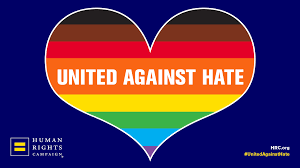 UNITED AGAINST HATE
HUMAN
RIGHTS
CAMPAIGN
HRC.org
#UnitedAgainstHate